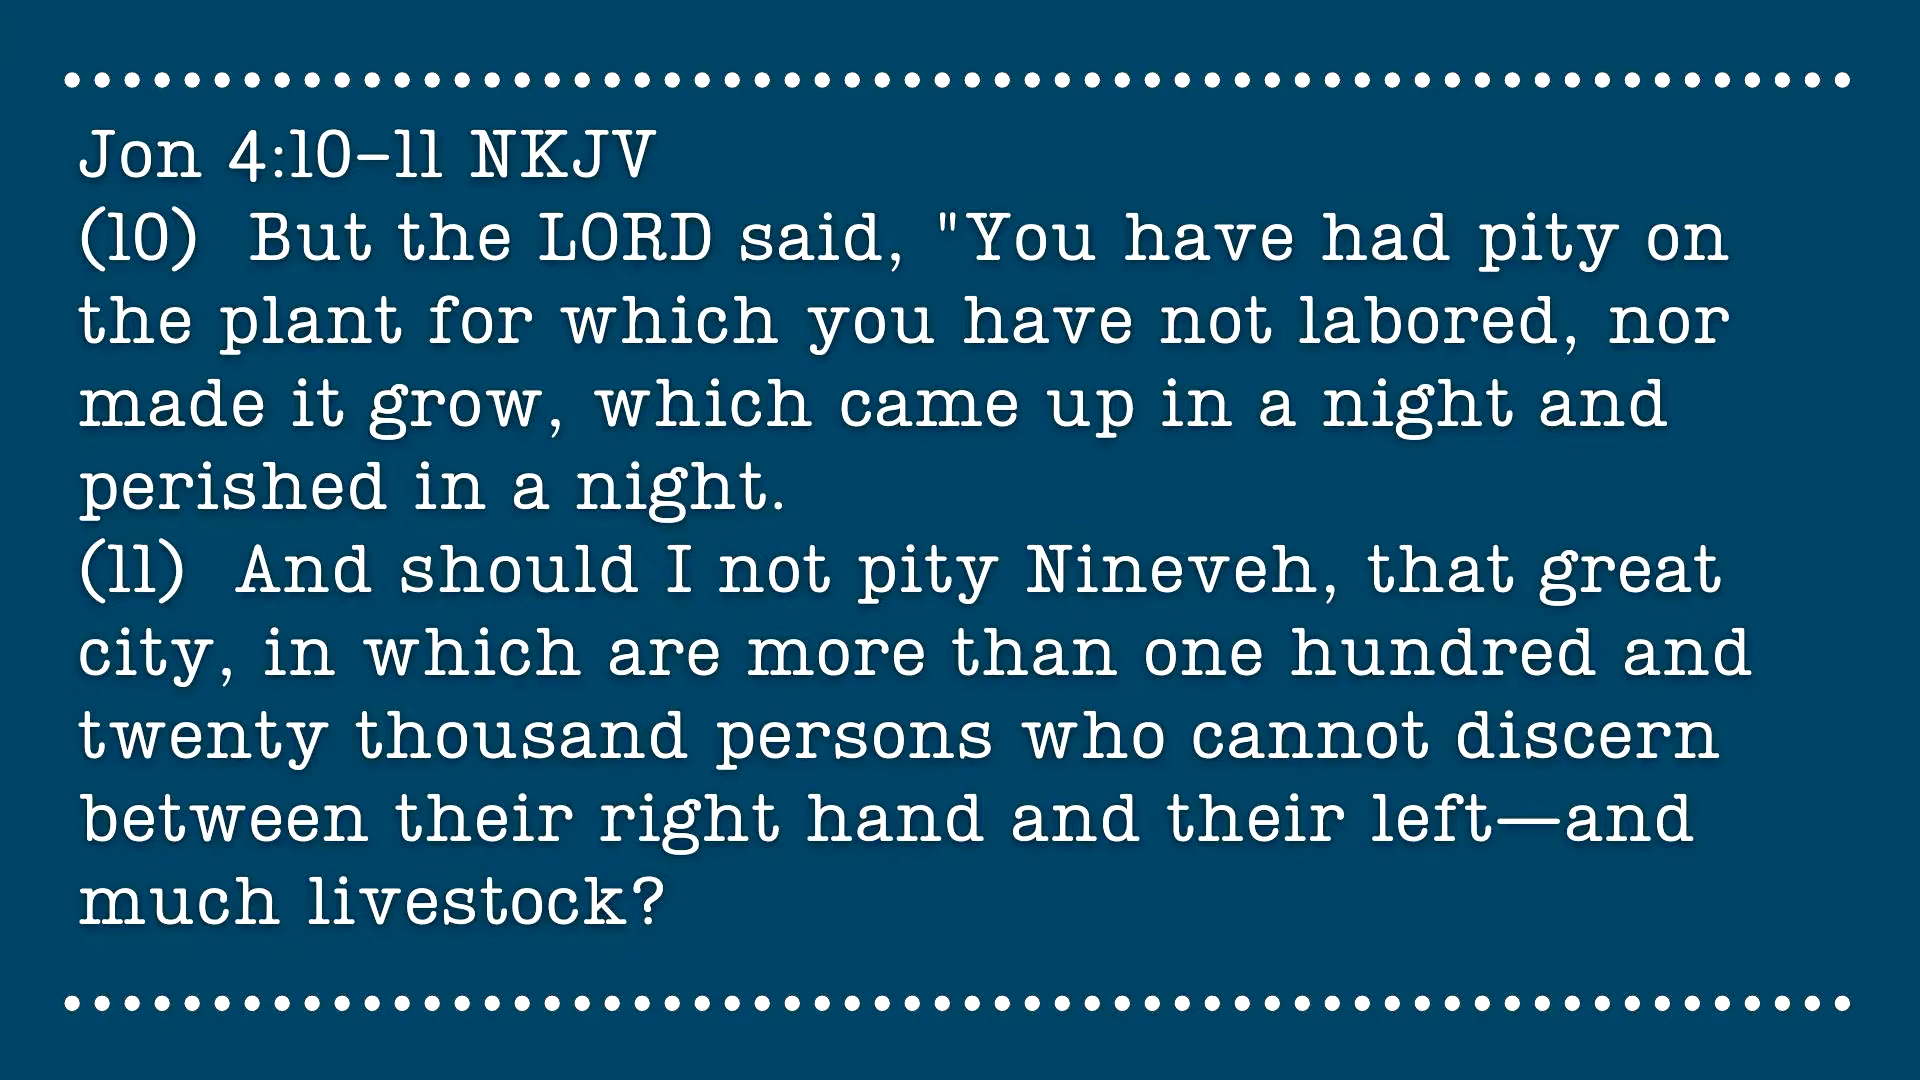 Jon 4:10-11 NKJV
(10)  But the LORD said, "You have had pity on
the plant for which you have not labored, nor
made it grow, which came up in a night and
perished in a night.
(11)  And should I not pity Nineveh, that great
city, in which are more than one hundred and
twenty thousand persons who cannot discern
between their right hand and their left—and
much livestock?